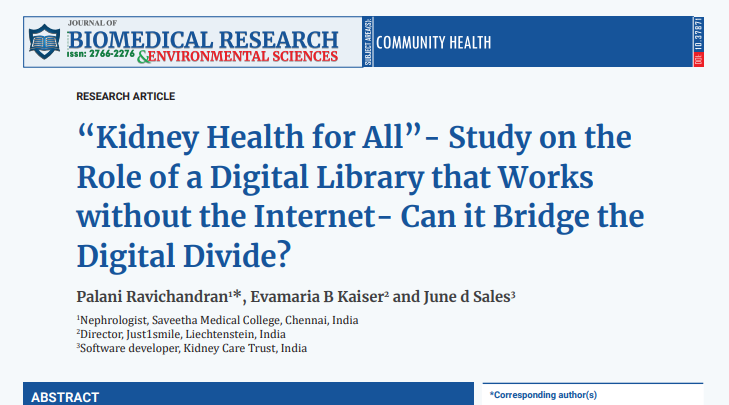 JOURNAL OF
BIOMEDICAL RESEARCH
issn: 2766-2276 &ENVIRONMENTAL SCIENCES
SUBJECT AREA(S):
COMMUNITY HEALTH
DOI: 10.37871
RESEARCH ARTICLE
“Kidney Health for All”- Study on the
Role of a Digital Library that Works
without the Internet- Can it Bridge the
Digital Divide?
Palani Ravichandran¹*, Evamaria B Kaiser² and June d Sales³
¹Nephrologist, Saveetha Medical College, Chennai, India
²Director, Just1smile, Liechtenstein, India
³Software developer, Kidney Care Trust, India
ABSTRACT
*Corresponding author(s)